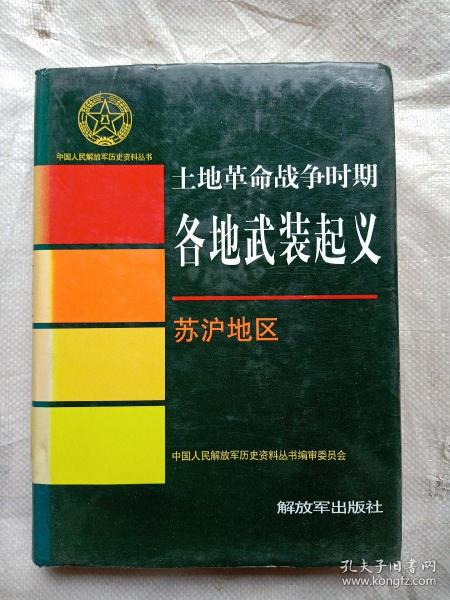 中国人民解放军历史资料丛书
土地革命战争时期
各地武装起义
苏沪地区
中国人民解放军历史资料丛书编审委员会
解放军出版社
孔夫子旧书网
www.kongfz.com